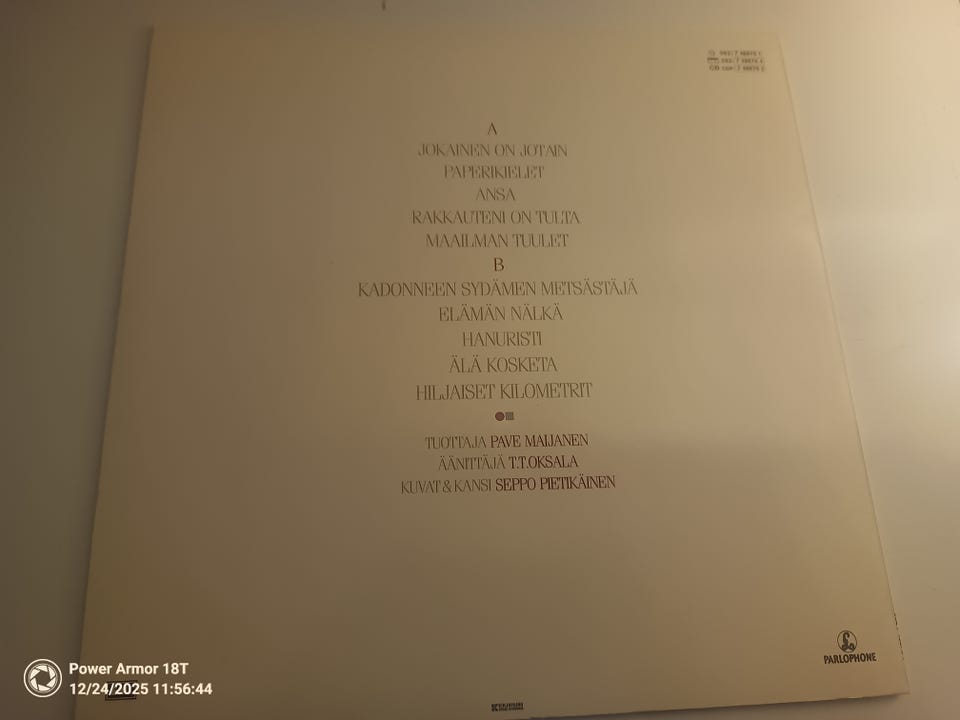 A
JOKAINEN ON JOTAIN
PAPERIKIELET
ANSA
RAKKAUTENI ON TULTA
MAAILMAN TUULET
B
KADONNEEN SYDÄMEN METSÄSTÄJÄ
ELÄMÄN NÄLKÄ
HANURISTI
ÄLÄ KOSKETA
HILJAISET KILOMETRIT
TUOTTAJA PAVE MAIJANEN
ÄÄNITTÄJÄ T.T.OKSALA
KUVAT & KANSI SEPPO PIETIKÄINEN
PARLOPHONE
Power Armor 18T
12/24/2025 11:56:44